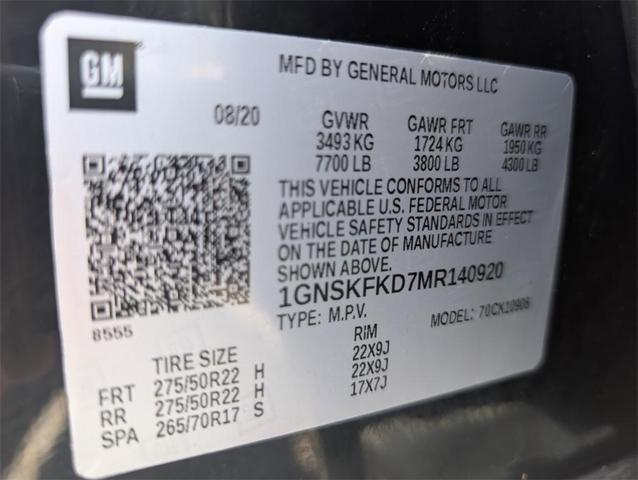 GM
MFD BY GENERAL MOTORS LLC
08/20
GVWR GAWR FRT GAWR RR
3493 KG 1724 KG 1950 KG
7700 LB 3800 LB 4300 LB
THIS VEHICLE CONFORMS TO ALL
APPLICABLE U.S. FEDERAL MOTOR
VEHICLE SAFETY STANDARDS IN EFFECT
ON THE DATE OF MANUFACTURE
SHOWN ABOVE.
1GNSKFKD7MR140920
8555
TYPE: M.P.V. MODEL: 70CK10906
TIRE SIZE RIM
FRT 275/50R22 H 22X9J
RR 275/50R22 H 22X9J
SPA 265/70R17 S 17X7J